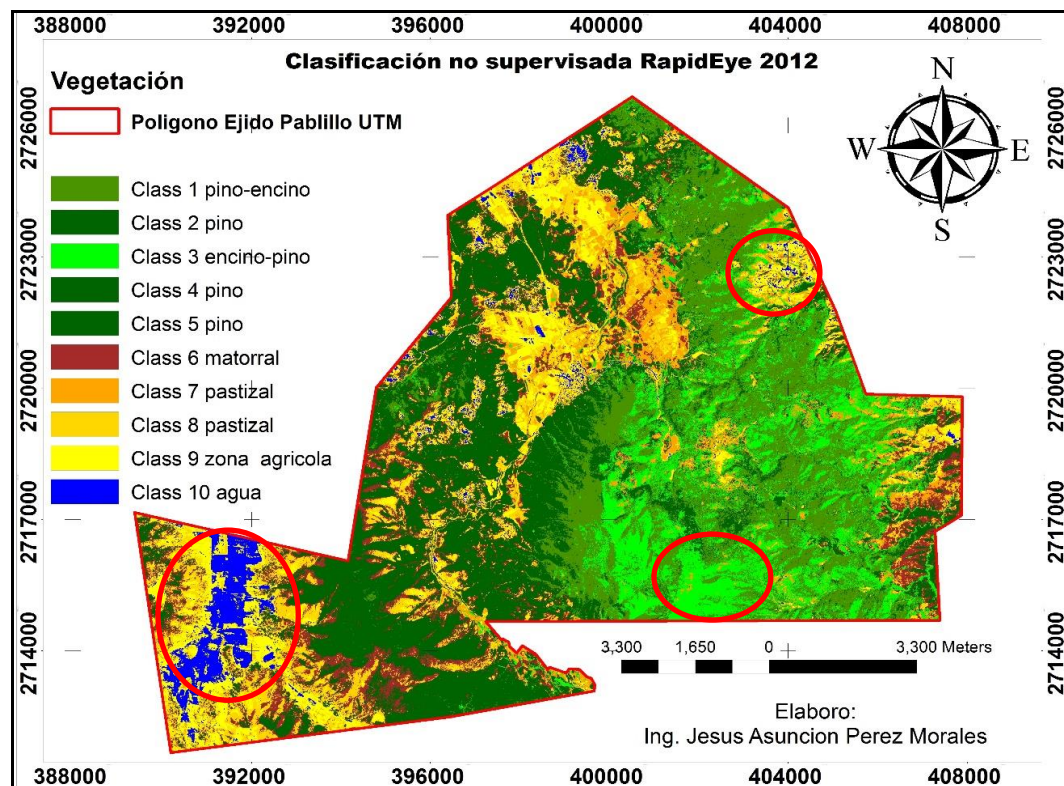 388000 392000 396000 400000 404000 408000
Clasificación no supervisada RapidEye 2012
Vegetación
Poligono Ejido Pablillo UTM
Class 1 pino-encino
Class 2 pino
Class 3 encino-pino
Class 4 pino
Class 5 pino
Class 6 matorral
Class 7 pastizal
Class 8 pastizal
Class 9 zona agricola
Class 10 agua
N
W E
S
2726000
2723000
2720000
2717000
2714000
2726000
2723000
2720000
2717000
2714000
3,300 1,650 0 3,300 Meters
Elaboro:
Ing. Jesus Asuncion Perez Morales
388000 392000 396000 400000 404000 408000